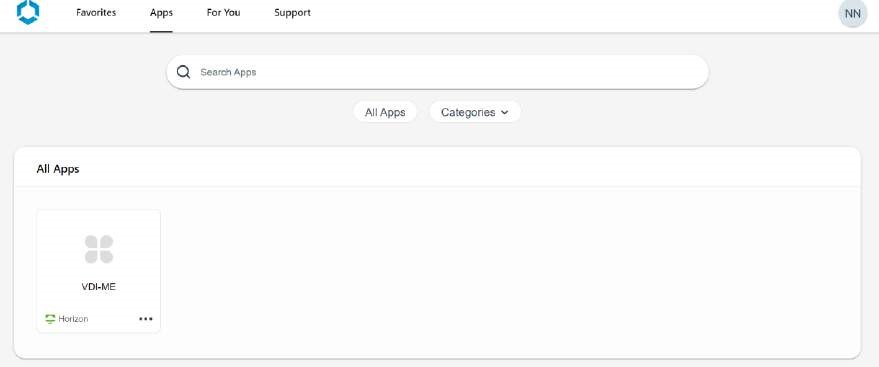 Favorites Apps For You Support NN
Search Apps
All Apps Categories
All Apps
VDI-ME
Horizon